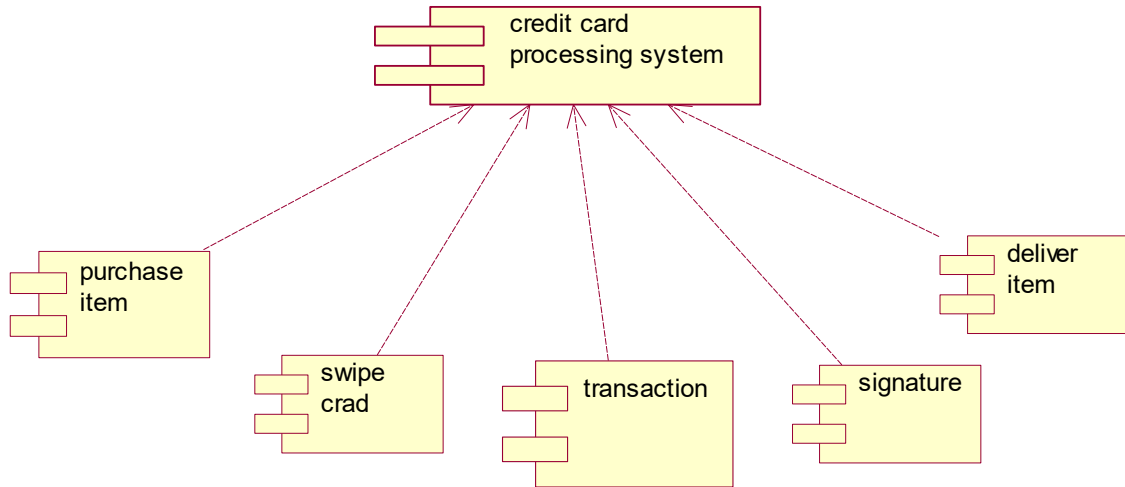 credit card
processing system
purchase
item
swipe
crad
transaction
signature
deliver
item